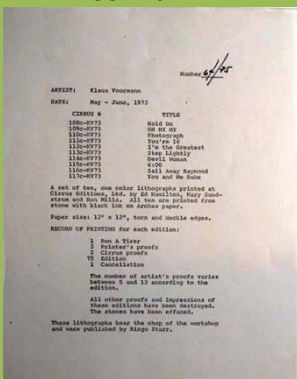 Number 67/75
ARTIST: Klaus Voormann
DATE: May - June, 1973
CIRRUS # TITLE
108c-KV73 Hold On
109c-KV73 OH MY MY
110c-KV73 Photograph
111c-KV73 You're 16
112c-KV73 I'm the Greatest
113c-KV73 Step Lightly
114c-KV73 Devil Woman
115c-KV73 6:00
116c-KV73 Sail Away Raymond
117c-KV73 You and Me Babe
A set of ten, one color lithographs printed at
Cirrus Editions, Ltd. by Ed Hamilton, Mary Sund-
strom and Ron Mills. All ten are printed from
stone with black ink on Arches paper.
Paper size: 12" x 12", torn and deckle edges.
RECORD OF PRINTING for each edition:
1 Bon A Tirer
2 Printer's proofs
2 Cirrus proofs
75 Edition
1 Cancellation
The number of artist's proofs varies
between 5 and 13 according to the
edition.
All other proofs and impressions of
these editions have been destroyed.
The stones have been effaced.
These lithographs bear the chop of the workshop
and were published by Ringo Starr.